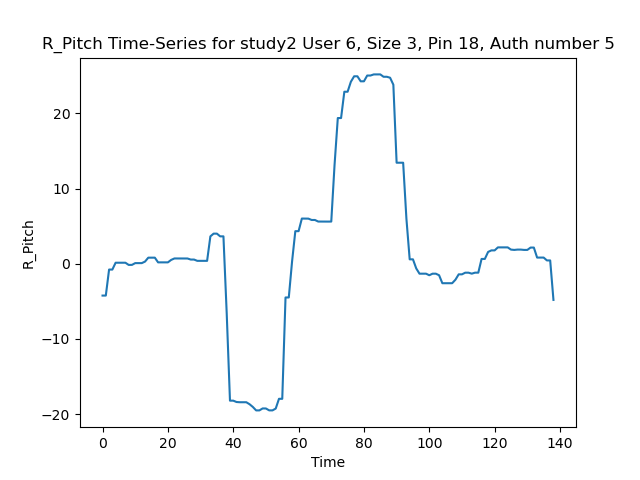 R_Pitch Time-Series for study2 User 6, Size 3, Pin 18, Auth number 5
R_Pitch
20
10
0
−10
−20
0 20 40 60 80 100 120 140
Time